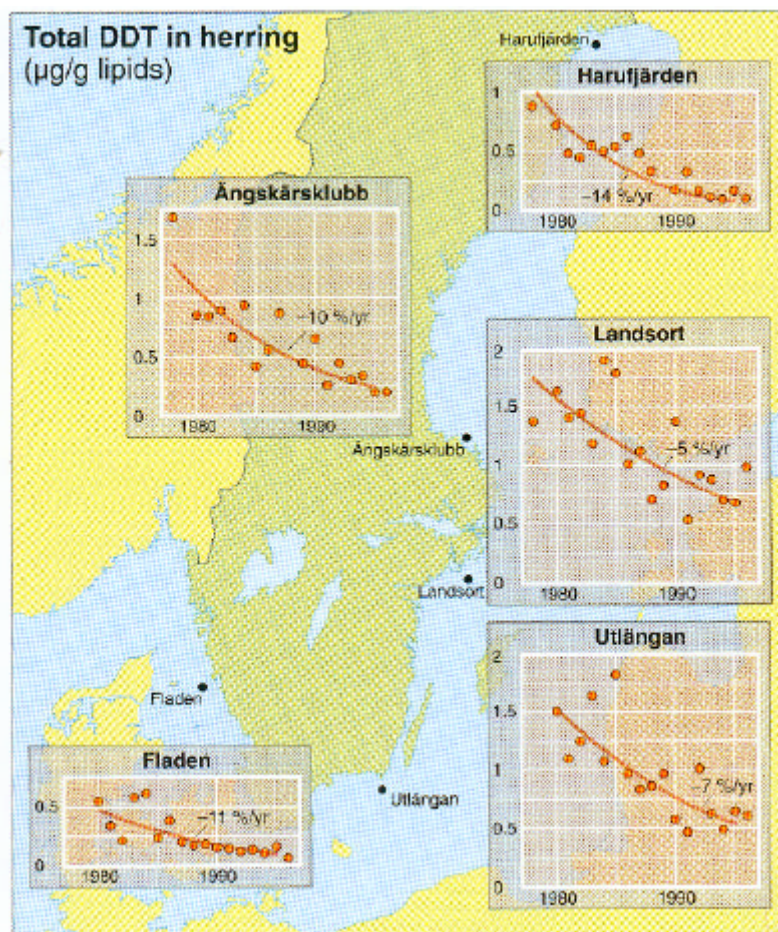 Total DDT in herring
(µg/g lipids)
Harufjärden
Harufjärden
1
0.5
0
–14 %/yr
1980 1990
Ängskärsklubb
1.5
1
0.5
0
–10 %/yr
1980 1990
Landsort
2
1.5
1
0.5
0
–5 %/yr
1980 1990
Ängskärsklubb
Landsort
Utlängan
2
1.5
1
0.5
0
–7 %/yr
1980 1990
Fladen
Fladen
0.5
0
–11 %/yr
1980 1990
Utlängan